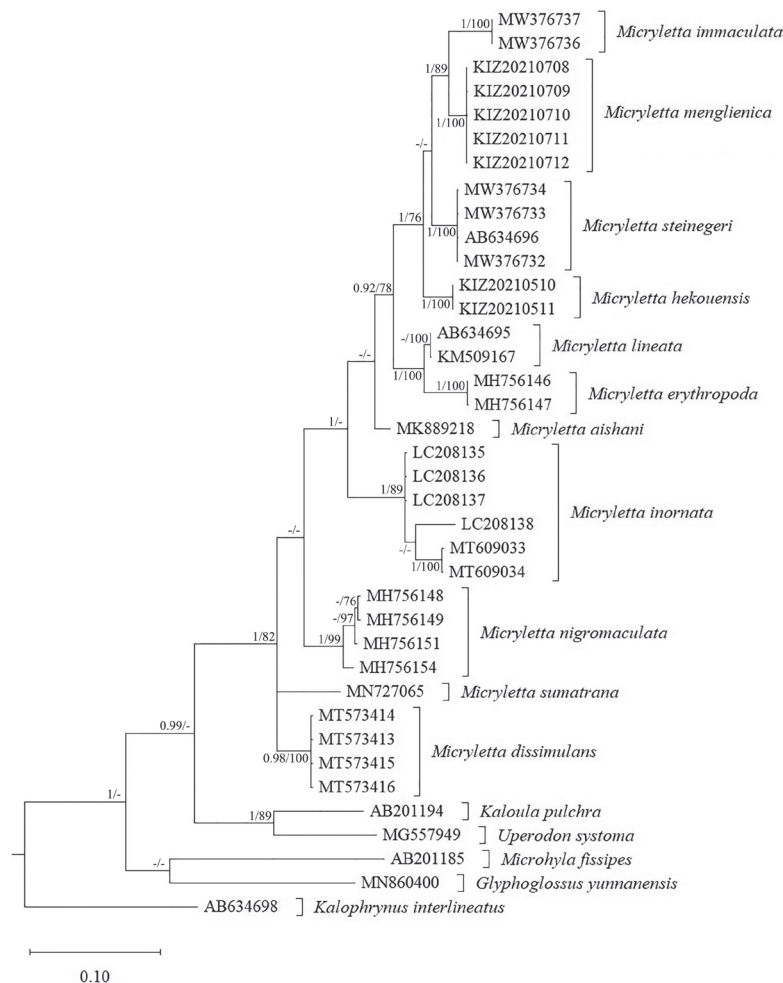 1/100
MW376737
MW376736
Micryletta immaculata
1/89
KIZ20210708
KIZ20210709
KIZ20210710
KIZ20210711
KIZ20210712
1/100
Micryletta menglienica
-/-
MW376734
MW376733
AB634696
MW376732
1/100
Micryletta steinegeri
1/76
KIZ20210510
KIZ20210511
1/100
Micryletta hekouensis
0.92/78
-/100
AB634695
KM509167
Micryletta lineata
1/100
1/100
MH756146
MH756147
Micryletta erythropoda
-/-
MK889218
Micryletta aishani
1/-
LC208135
LC208136
LC208137
1/89
LC208138
MT609033
MT609034
-/-
1/100
Micryletta inornata
-/-
-/76
MH756148
-/97
MH756149
1/99
MH756151
MH756154
Micryletta nigromaculata
1/82
MN727065
Micryletta sumatrana
MT573414
MT573413
MT573415
MT573416
0.98/100
Micryletta dissimulans
0.99/-
1/89
AB201194
Kaloula pulchra
MG557949
Uperodon systoma
1/-
-/-
AB201185
Microhyla fissipes
MN860400
Glyphoglossus yunnanensis
AB634698
Kalophrynus interlineatus
0.10